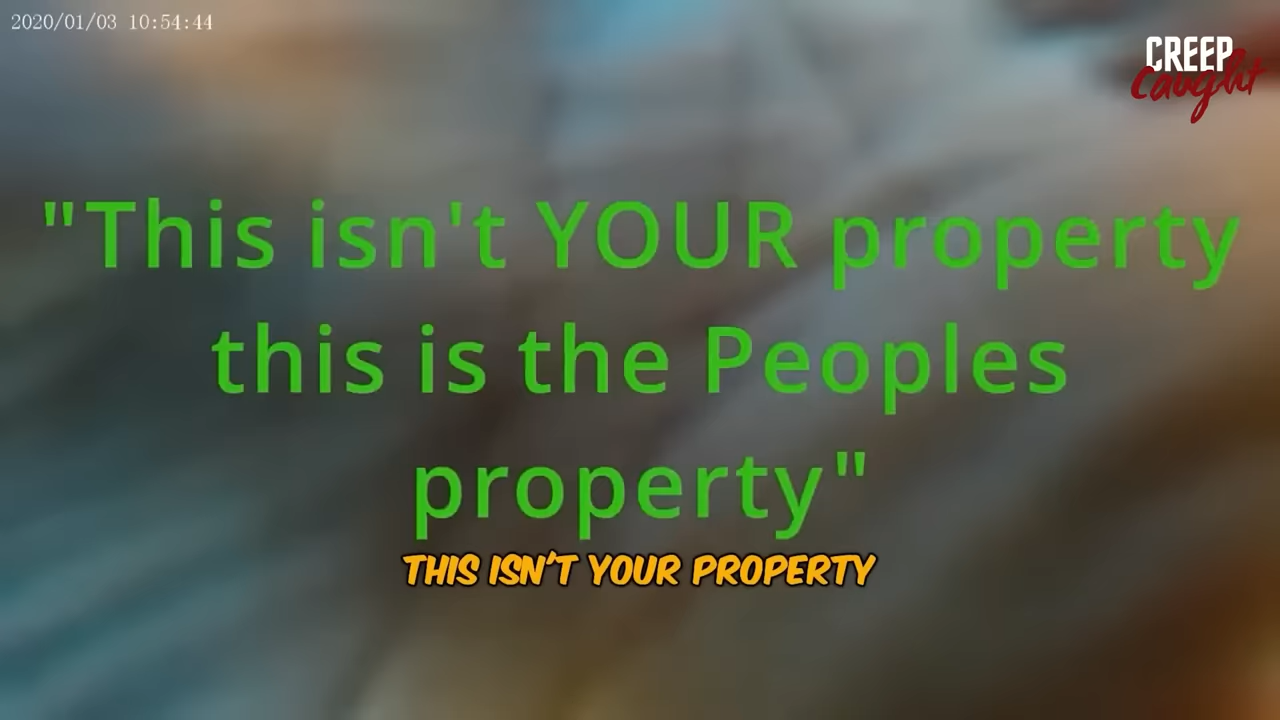 2020/01/03 10:54:44
CREEP
Caught
"This isn't YOUR property
this is the Peoples
property"
THIS ISN'T YOUR PROPERTY